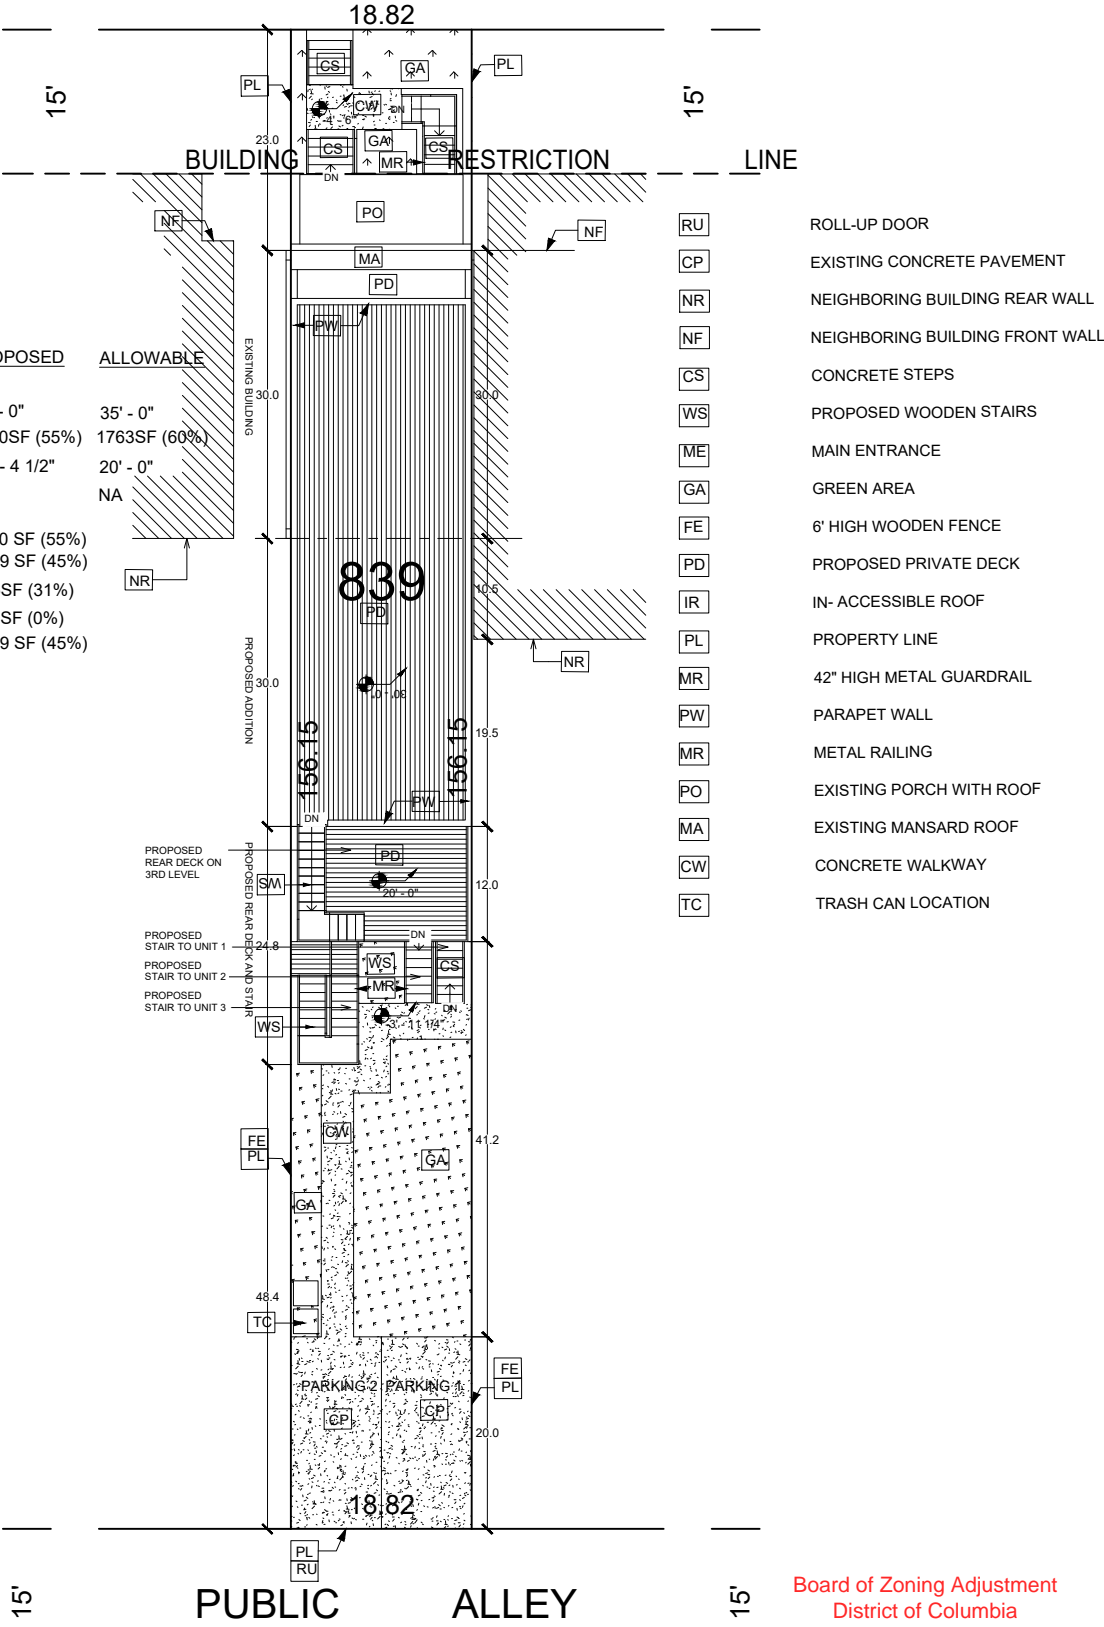 18.82
15'
15'
CS
GA
PL
PL
CW
DN
4' - 6"
23.0
CS
GA
CS
MR
BUILDING RESTRICTION LINE
DN
PO
NF
NF
MA
PD
PW
EXISTING BUILDING
30.0
30.0
OPOSED ALLOWABLE
- 0" 35' - 0"
0SF (55%) 1763SF (60%)
- 4 1/2" 20' - 0"
NA
0 SF (55%)
9 SF (45%)
SF (31%)
SF (0%)
9 SF (45%)
NR
839
PD
10.5
NR
PROPOSED ADDITION
30.0
30'- 0"
156.15
156.15
19.5
PW
DN
PROPOSED
REAR DECK ON
3RD LEVEL
PD
20' - 0"
WS
12.0
PROPOSED REAR DECK AND STAIR
24.8
PROPOSED
STAIR TO UNIT 1
PROPOSED
STAIR TO UNIT 2
PROPOSED
STAIR TO UNIT 3
DN
WS
CS
MR
DN
3' - 11 1/4"
WS
FE
PL
CW
41.2
GA
GA
48.4
TC
FE
PL
PARKING 2 PARKING 1
CP
CP
20.0
18.82
PL
RU
15'
PUBLIC ALLEY
15'
RU ROLL-UP DOOR
CP EXISTING CONCRETE PAVEMENT
NR NEIGHBORING BUILDING REAR WALL
NF NEIGHBORING BUILDING FRONT WALL
CS CONCRETE STEPS
WS PROPOSED WOODEN STAIRS
ME MAIN ENTRANCE
GA GREEN AREA
FE 6' HIGH WOODEN FENCE
PD PROPOSED PRIVATE DECK
IR IN- ACCESSIBLE ROOF
PL PROPERTY LINE
MR 42" HIGH METAL GUARDRAIL
PW PARAPET WALL
MR METAL RAILING
PO EXISTING PORCH WITH ROOF
MA EXISTING MANSARD ROOF
CW CONCRETE WALKWAY
TC TRASH CAN LOCATION
Board of Zoning Adjustment
District of Columbia